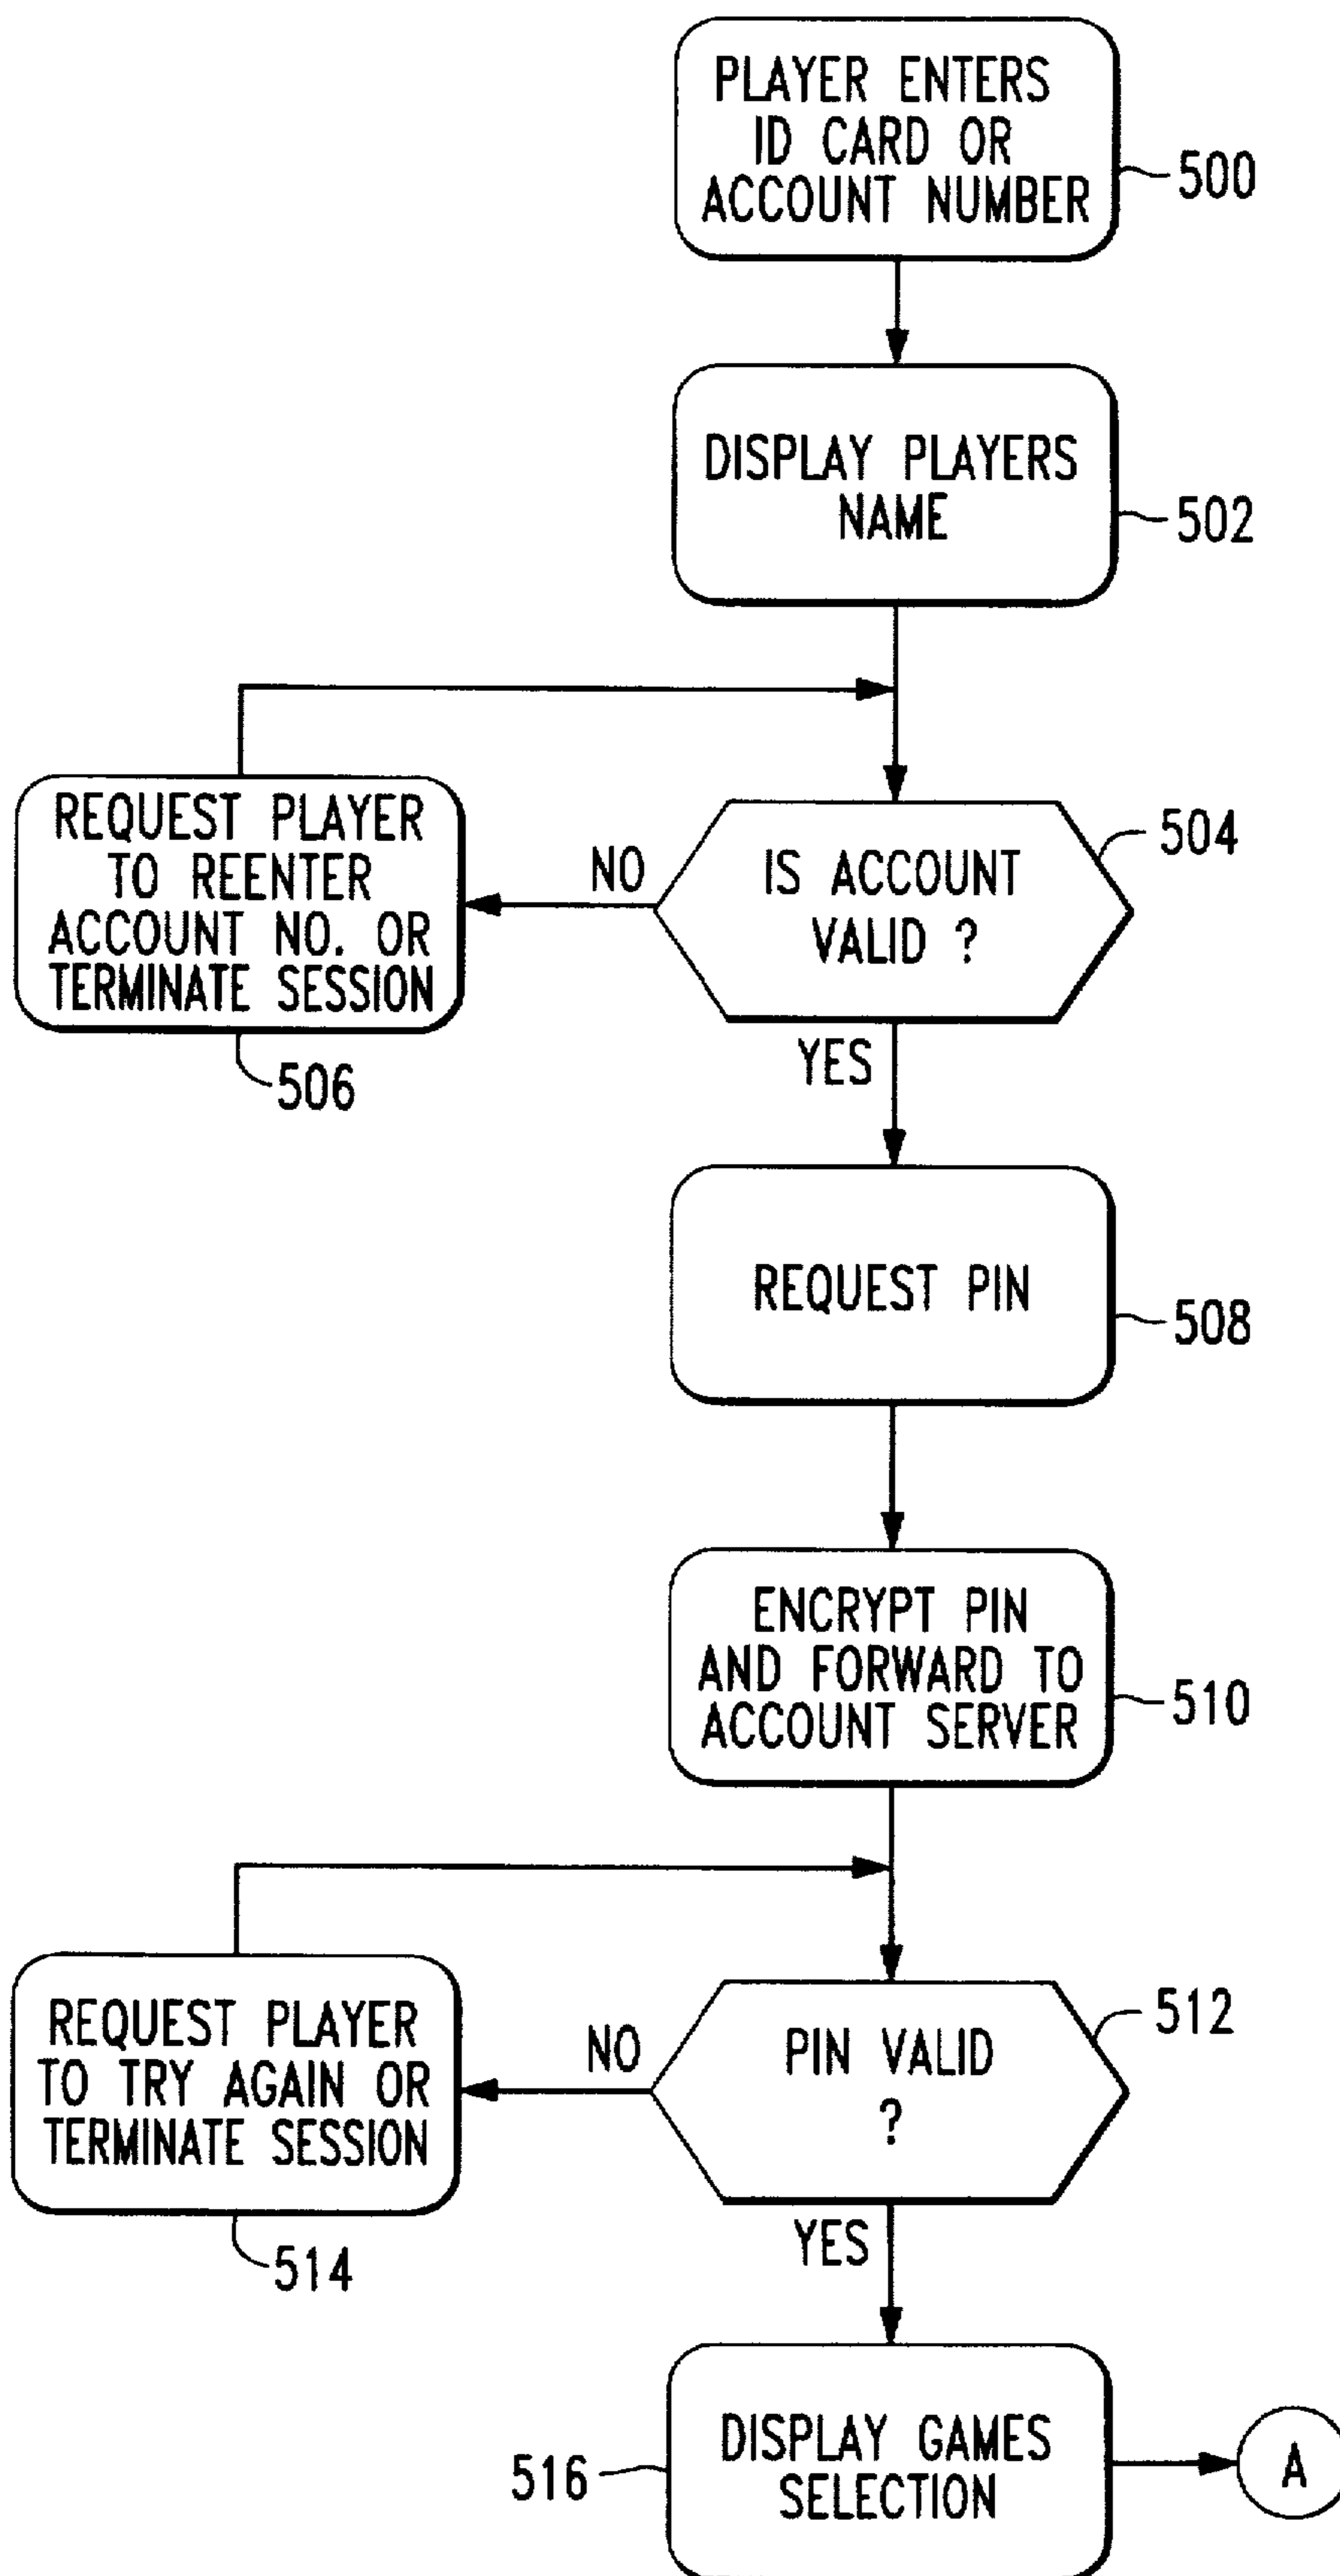 PLAYER ENTERS
ID CARD OR
ACCOUNT NUMBER
500
DISPLAY PLAYERS
NAME
502
REQUEST PLAYER
TO REENTER
ACCOUNT NO. OR
TERMINATE SESSION
506
NO
IS ACCOUNT
VALID ?
504
YES
REQUEST PIN
508
ENCRYPT PIN
AND FORWARD TO
ACCOUNT SERVER
510
REQUEST PLAYER
TO TRY AGAIN OR
TERMINATE SESSION
514
NO
PIN VALID
?
512
YES
516
DISPLAY GAMES
SELECTION
A